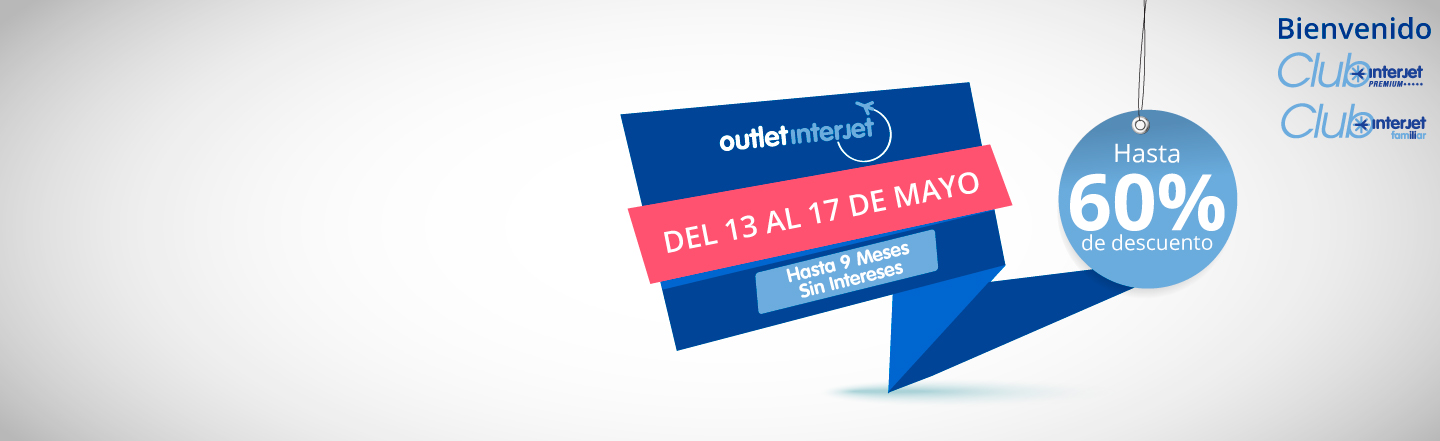 outlet interjet
DEL 13 AL 17 DE MAYO
Hasta 9 Meses
Sin Intereses
Hasta
60%
de descuento
Bienvenido
Club interjet
PREMIUM
Club interjet
familiar